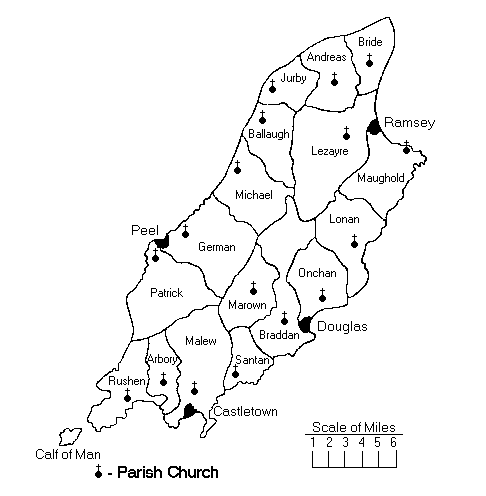 Bride
Andreas
Jurby
Ballaugh
Ramsey
Lezayre
Maughold
Michael
Lonan
Peel
German
Onchan
Patrick
Marown
Douglas
Braddan
Malew
Arbory
Santan
Rushen
Castletown
Calf of Man
Scale of Miles
1 2 3 4 5 6
- Parish Church